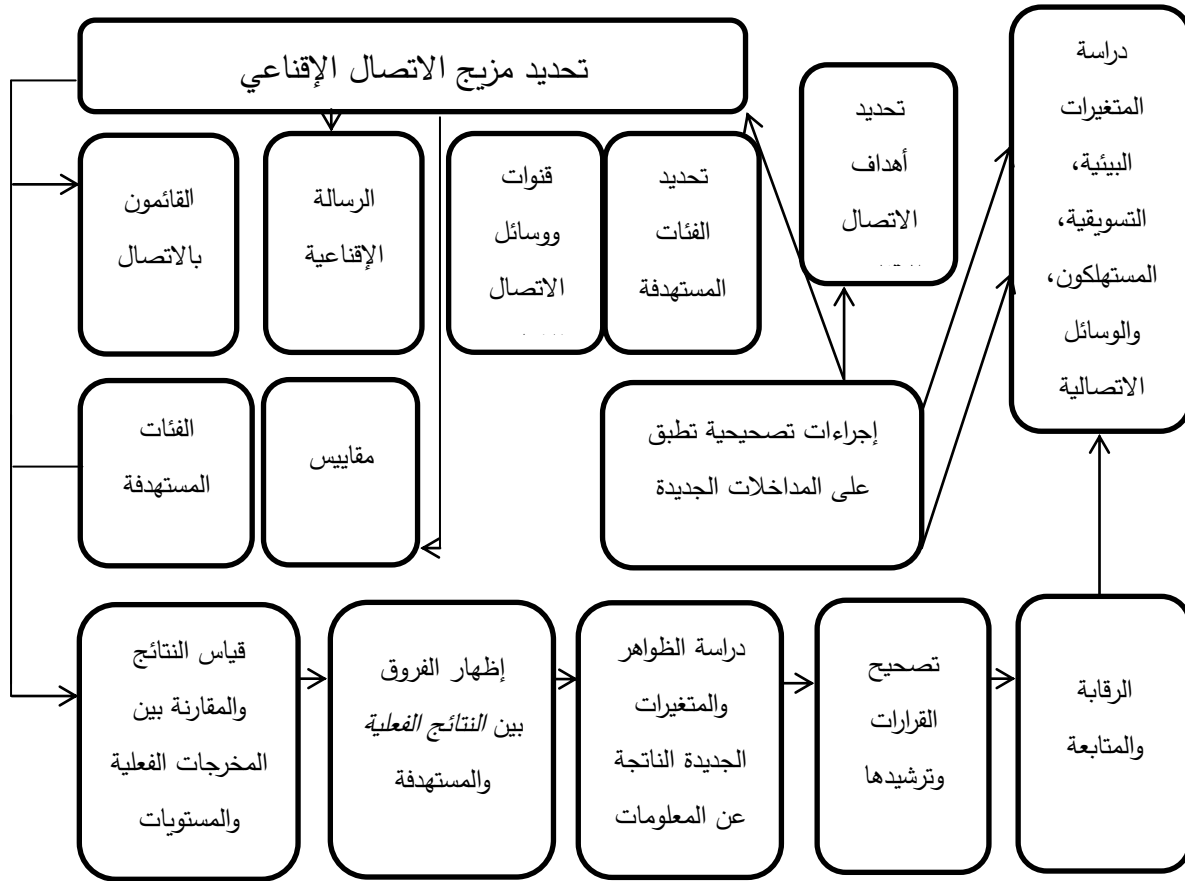 تحديد مزيج الاتصال الإقناعي
دراسة
المتغيرات
البيئية،
التسويقية،
المستهلكون،
والوسائل
الاتصالية
تحديد
أهداف
الاتصال
تحديد
الفئات
المستهدفة
قنوات
ووسائل
الاتصال
الرسالة
الإقناعية
القائمون
بالاتصال
إجراءات تصحيحية تطبق
على المداخلات الجديدة
مقاييس
الفئات
المستهدفة
قياس النتائج
والمقارنة بين
المخرجات الفعلية
والمستويات
إظهار الفروق
بين النتائج الفعلية
والمستهدفة
دراسة الظواهر
والمتغيرات
الجديدة الناتجة
عن المعلومات
تصحيح
القرارات
وترشيدها
الرقابة
والمتابعة